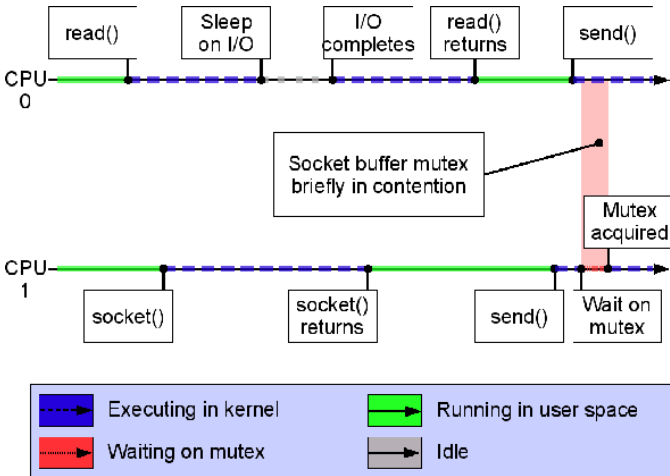 read()
Sleep
on I/O
I/O
completes
read()
returns
send()
CPU
0
Socket buffer mutex
briefly in contention
Mutex
acquired
CPU
1
socket()
socket()
returns
send()
Wait on
mutex
Executing in kernel
Running in user space
Waiting on mutex
Idle